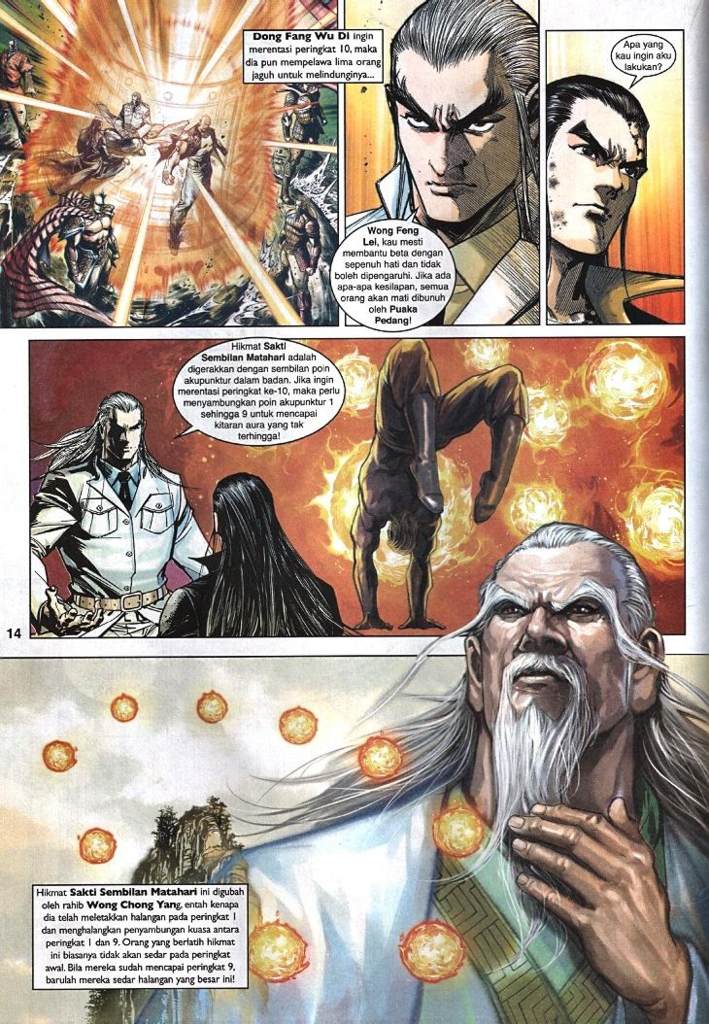 Dong Fang Wu Di ingin
merentasi peringkat 10, maka
dia pun mempelawa lima orang
jaguh untuk melindunginya...
Apa yang
kau ingin aku
lakukan?
Wong Feng
Lei, kau mesti
membantu beta dengan
sepenuh hati dan tidak
boleh dipengaruhi. Jika ada
apa-apa kesilapan, semua
orang akan mati dibunuh
oleh Puaka
Pedang!
Hikmat Sakti
Sembilan Matahari adalah
digerakkan dengan sembilan poin
akupunktur dalam badan. Jika ingin
merentasi peringkat ke-10, maka perlu
menyambungkan poin akupunktur 1
sehingga 9 untuk mencapai
kitaran aura yang tak
terhingga!
14
Hikmat Sakti Sembilan Matahari ini digubah
oleh rahib Wong Chong Yang, entah kenapa
dia telah meletakkan halangan pada peringkat 1
dan menghalangkan penyambungan kuasa antara
peringkat 1 dan 9. Orang yang berlatih hikmat
ini biasanya tidak akan sedar pada peringkat
awal. Bila mereka sudah mencapai peringkat 9,
barulah mereka sedar halangan yang besar ini!